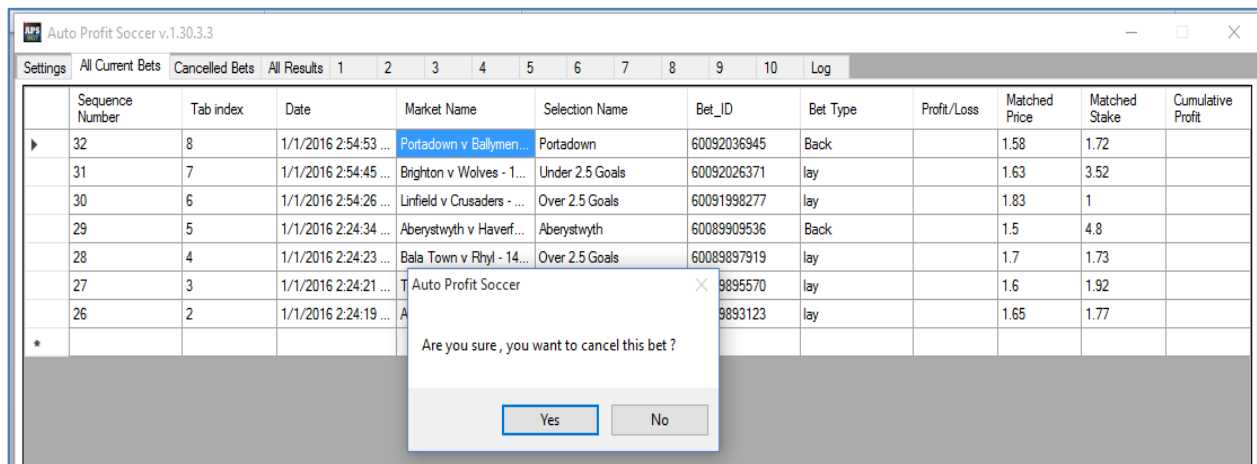 APS
Auto Profit Soccer v.1.30.3.3
Settings All Current Bets Cancelled Bets All Results 1 2 3 4 5 6 7 8 9 10 Log
Sequence Number Tab index Date Market Name Selection Name Bet_ID Bet Type Profit/Loss Matched Price Matched Stake Cumulative Profit
32 8 1/1/2016 2:54:53 ... Portadown v Ballymen... Portadown 60092036945 Back 1.58 1.72
31 7 1/1/2016 2:54:45 ... Brighton v Wolves - 1... Under 2.5 Goals 60092026371 lay 1.63 3.52
30 6 1/1/2016 2:54:26 ... Linfield v Crusaders - ... Over 2.5 Goals 60091998277 lay 1.83 1
29 5 1/1/2016 2:24:34 ... Aberystwyth v Haverf... Aberystwyth 60089909536 Back 1.5 4.8
28 4 1/1/2016 2:24:23 ... Bala Town v Rhyl - 14... Over 2.5 Goals 60089897919 lay 1.7 1.73
27 3 1/1/2016 2:24:21 ... T 9895570 lay 1.6 1.92
26 2 1/1/2016 2:24:19 ... A 9893123 lay 1.65 1.77
Auto Profit Soccer
Are you sure , you want to cancel this bet ?
Yes No